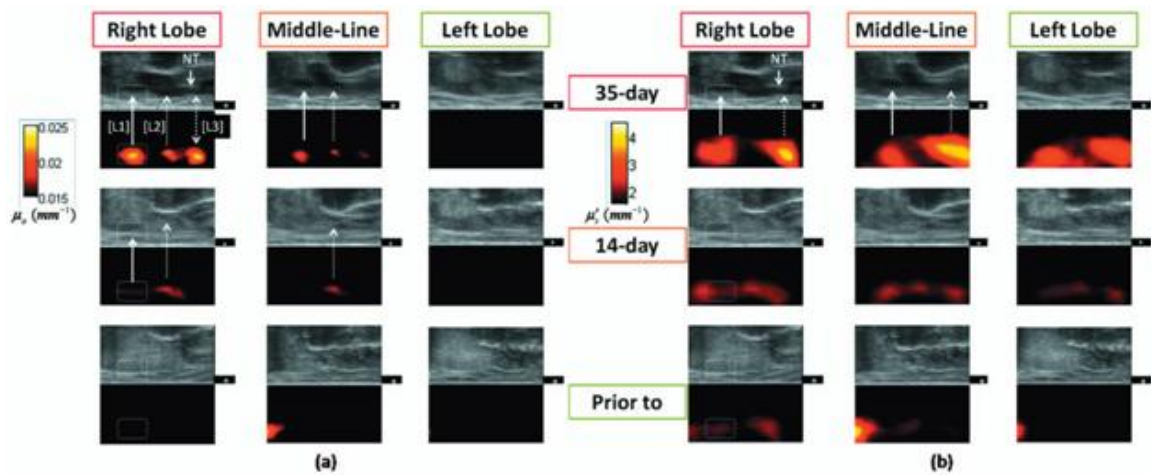 Right Lobe
Middle-Line
Left Lobe
Right Lobe
Middle-Line
Left Lobe
NT
NT
35-day
[L1]
[L2]
[L3]
0.025
0.02
0.015
μa (mm⁻¹)
4
3
2
μs′ (mm⁻¹)
14-day
Prior to
(a)
(b)